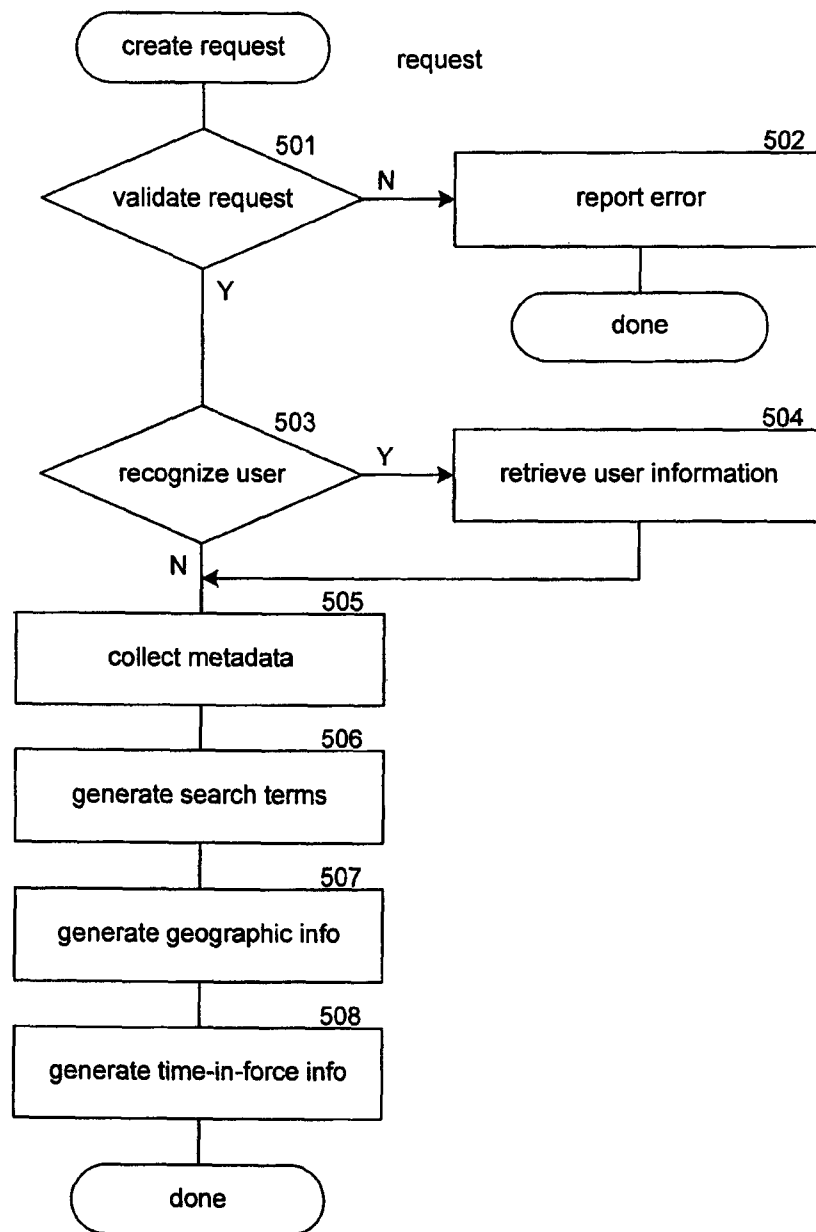 create request
request
501
validate request
N
502
report error
Y
done
503
recognize user
Y
504
retrieve user information
N
505
collect metadata
506
generate search terms
507
generate geographic info
508
generate time-in-force info
done